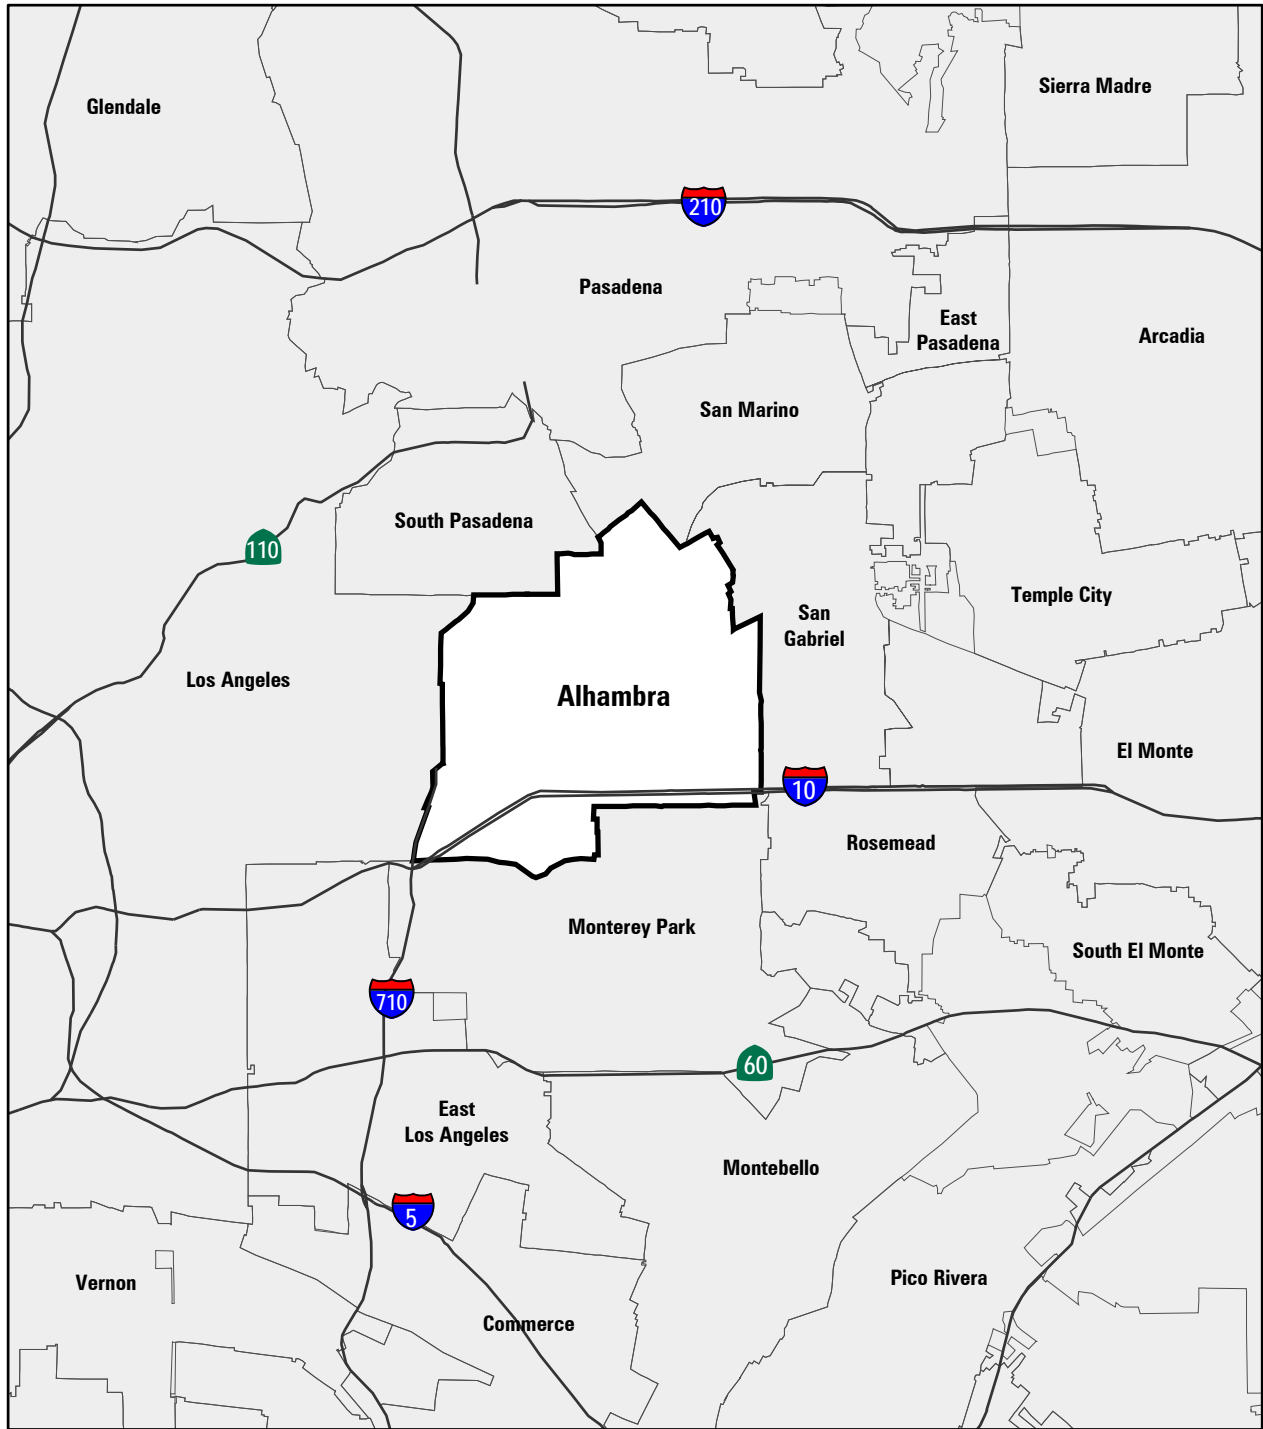 Sierra Madre
Glendale
210
Pasadena
East
Pasadena
Arcadia
San Marino
South Pasadena
110
Temple City
San
Gabriel
Los Angeles
Alhambra
El Monte
10
Rosemead
Monterey Park
South El Monte
710
60
East
Los Angeles
Montebello
5
Pico Rivera
Vernon
Commerce